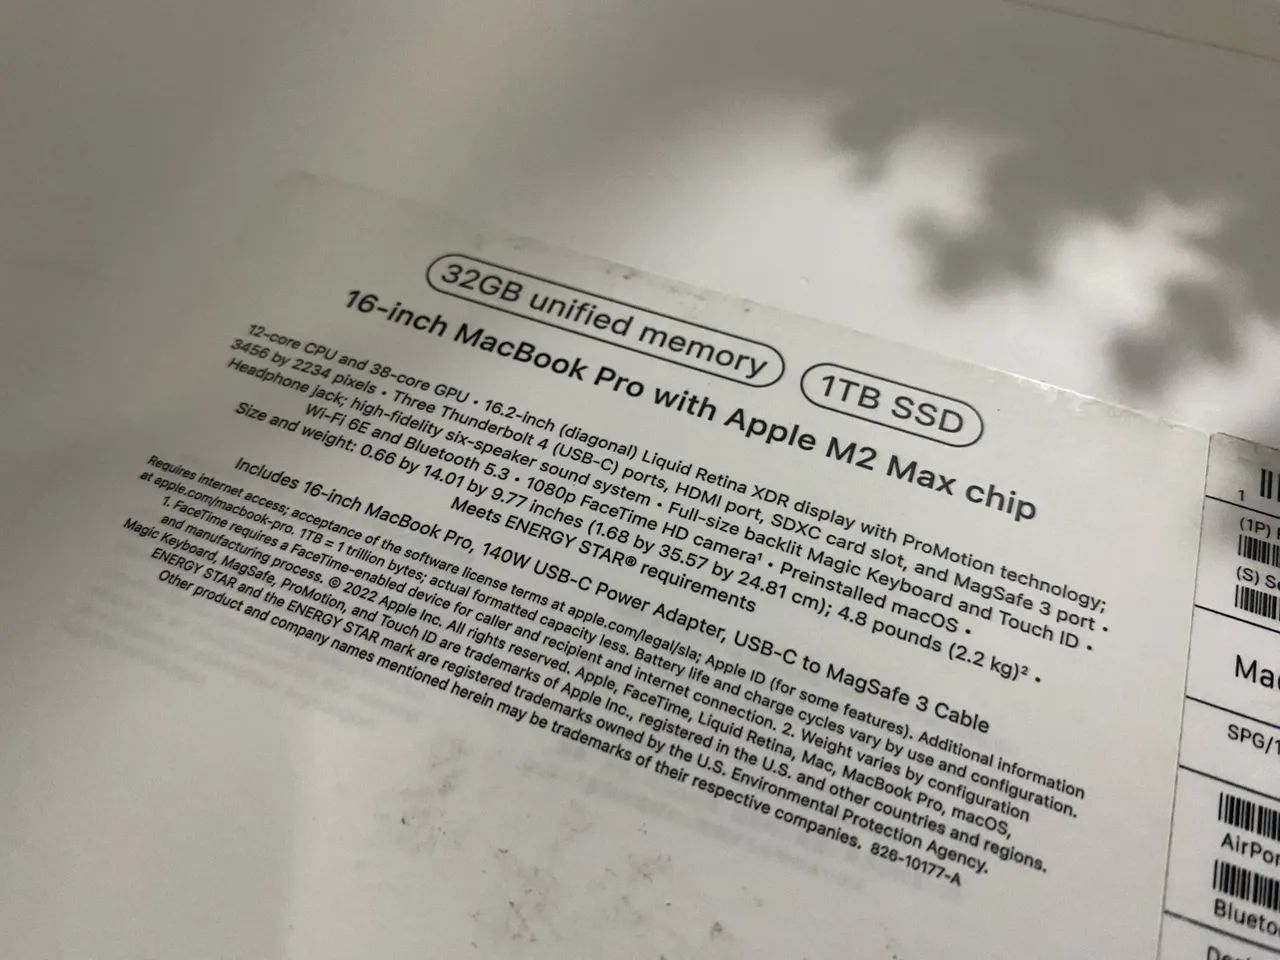 32GB unified memory 1TB SSD
16-inch MacBook Pro with Apple M2 Max chip
12-core CPU and 38-core GPU • 16.2-inch (diagonal) Liquid Retina XDR display with ProMotion technology;
3456 by 2234 pixels • Three Thunderbolt 4 (USB-C) ports, HDMI port, SDXC card slot, and MagSafe 3 port •
Headphone jack; high-fidelity six-speaker sound system • Full-size backlit Magic Keyboard and Touch ID •
Wi-Fi 6E and Bluetooth 5.3 • 1080p FaceTime HD camera¹ • Preinstalled macOS •
Size and weight: 0.66 by 14.01 by 9.77 inches (1.68 by 35.57 by 24.81 cm); 4.8 pounds (2.2 kg)² •
Meets ENERGY STAR® requirements
Includes 16-inch MacBook Pro, 140W USB-C Power Adapter, USB-C to MagSafe 3 Cable
Requires internet access; acceptance of the software license terms at apple.com/legal/sla; Apple ID (for some features). Additional information
at apple.com/macbook-pro. 1TB = 1 trillion bytes; actual formatted capacity less. Battery life and charge cycles vary by use and configuration.
1. FaceTime requires a FaceTime-enabled device for caller and recipient and internet connection. 2. Weight varies by configuration
and manufacturing process. © 2022 Apple Inc. All rights reserved. Apple, FaceTime, Liquid Retina, Mac, MacBook Pro, macOS,
Magic Keyboard, MagSafe, ProMotion, and Touch ID are trademarks of Apple Inc., registered in the U.S. and other countries and regions.
ENERGY STAR and the ENERGY STAR mark are registered trademarks owned by the U.S. Environmental Protection Agency.
Other product and company names mentioned herein may be trademarks of their respective companies. 826-10177-A
1
(1P)
(S) S
Ma
SPG/1
AirPor
Blueto